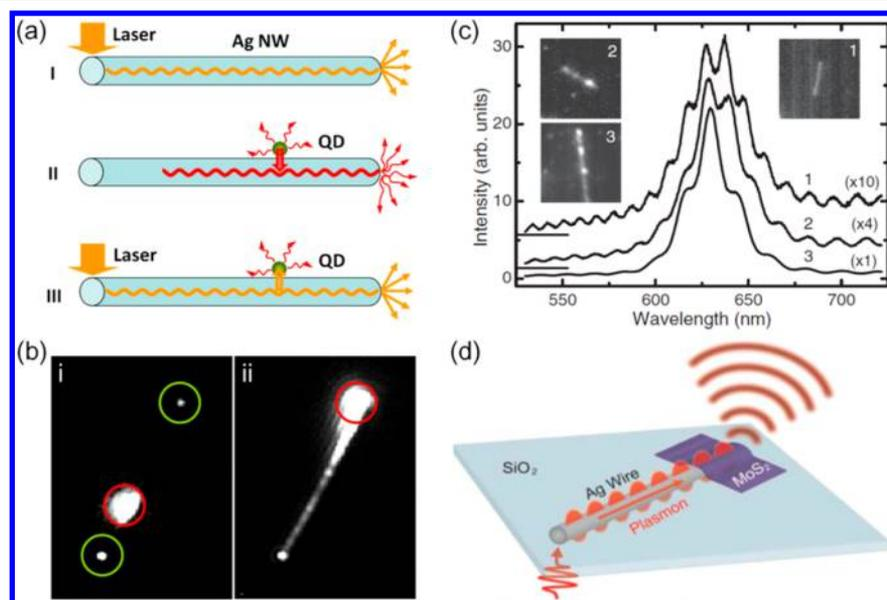 (a)
Laser
Ag NW
I
QD
II
Laser
QD
III
(b)
i
ii
(c)
30
20
10
0
Intensity (arb. units)
2
1
3
1 (x10)
2 (x4)
3 (x1)
550 600 650 700
Wavelength (nm)
(d)
SiO₂
Ag Wire
Plasmon
MoS₂